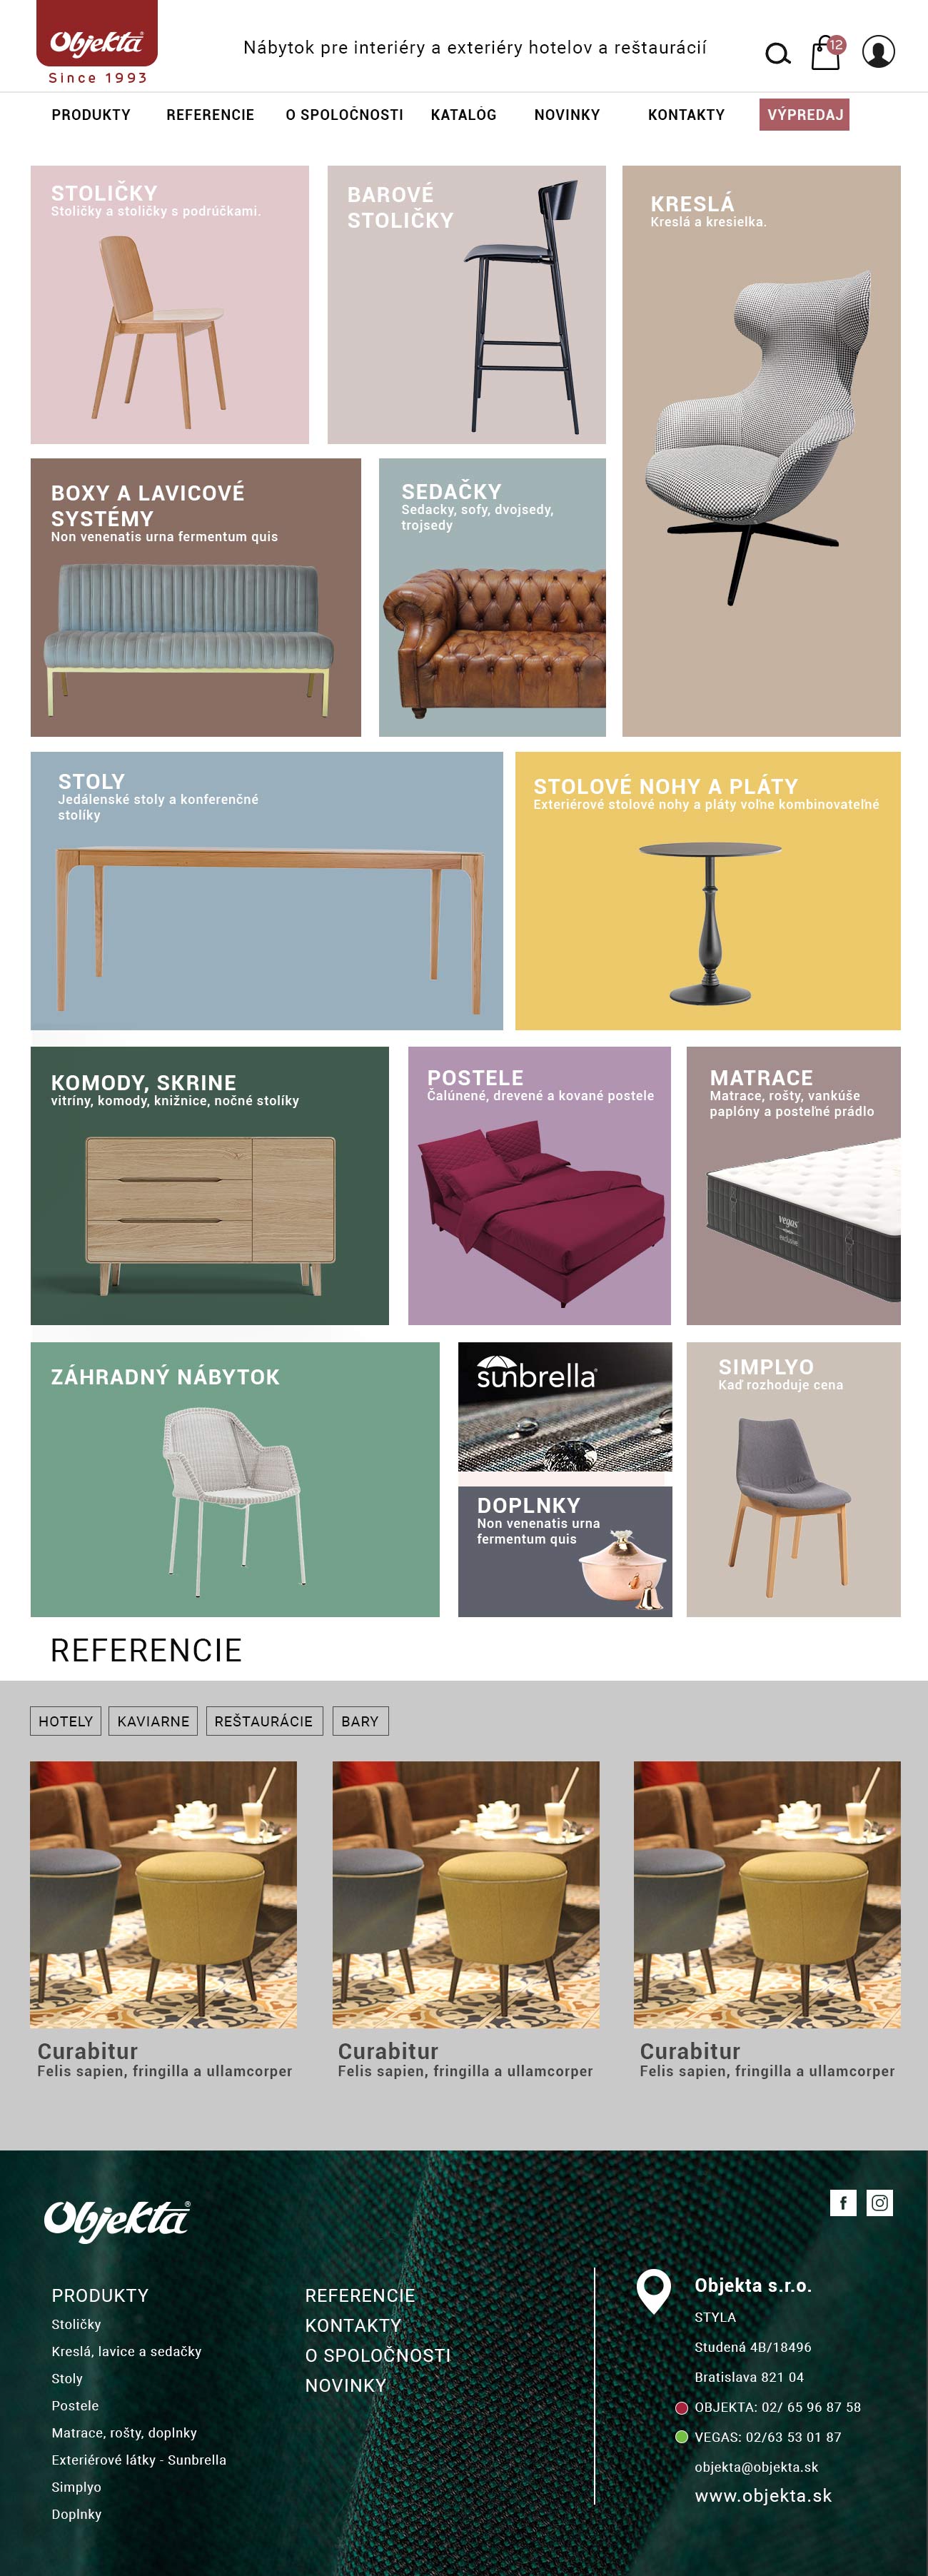 Objekta®
Since 1993
Nábytok pre interiéry a exteriéry hotelov a reštaurácií
12
PRODUKTY REFERENCIE O SPOLOČNOSTI KATALÓG NOVINKY KONTAKTY VÝPREDAJ
STOLIČKY
Stoličky a stoličky s podrúčkami.
BAROVÉ
STOLIČKY
KRESLÁ
Kreslá a kresielka.
BOXY A LAVICOVÉ
SYSTÉMY
Non venenatis urna fermentum quis
SEDAČKY
Sedacky, sofy, dvojsedy,
trojsedy
STOLY
Jedálenské stoly a konferenčné
stolíky
STOLOVÉ NOHY A PLÁTY
Exteriérové stolové nohy a pláty voľne kombinovateľné
KOMODY, SKRINE
vitríny, komody, knižnice, nočné stolíky
POSTELE
Čalúnené, drevené a kované postele
MATRACE
Matrace, rošty, vankúše
paplóny a posteľné prádlo
vegas
exclusive
ZÁHRADNÝ NÁBYTOK
sunbrella®
DOPLNKY
Non venenatis urna
fermentum quis
SIMPLYO
Kaď rozhoduje cena
REFERENCIE
HOTELY KAVIARNE REŠTAURÁCIE BARY
Curabitur
Felis sapien, fringilla a ullamcorper
Curabitur
Felis sapien, fringilla a ullamcorper
Curabitur
Felis sapien, fringilla a ullamcorper
Objekta®
f
PRODUKTY
Stoličky
Kreslá, lavice a sedačky
Stoly
Postele
Matrace, rošty, doplnky
Exteriérové látky - Sunbrella
Simplyo
Doplnky
REFERENCIE
KONTAKTY
O SPOLOČNOSTI
NOVINKY
Objekta s.r.o.
STYLA
Studená 4B/18496
Bratislava 821 04
OBJEKTA: 02/ 65 96 87 58
VEGAS: 02/63 53 01 87
objekta@objekta.sk
www.objekta.sk